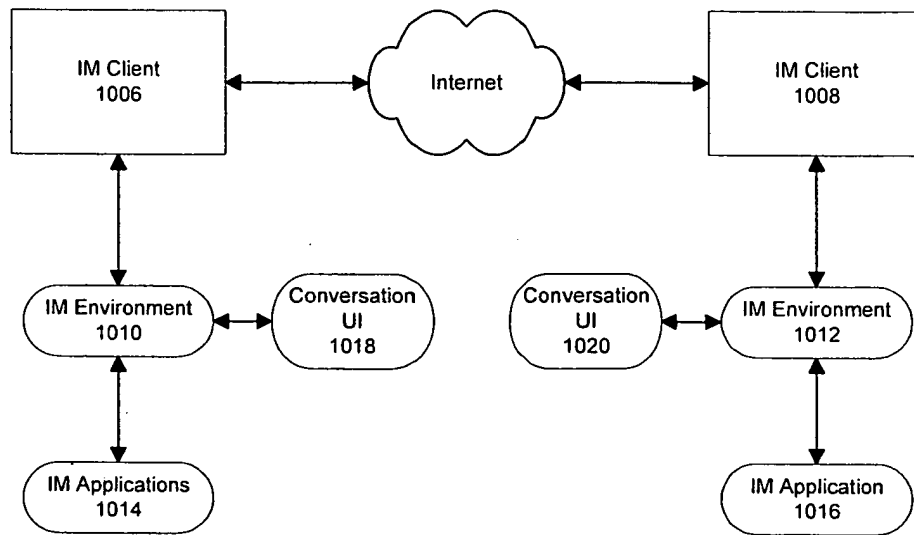 IM Client
1006
Internet
IM Client
1008
IM Environment
1010
Conversation
UI
1018
Conversation
UI
1020
IM Environment
1012
IM Applications
1014
IM Application
1016